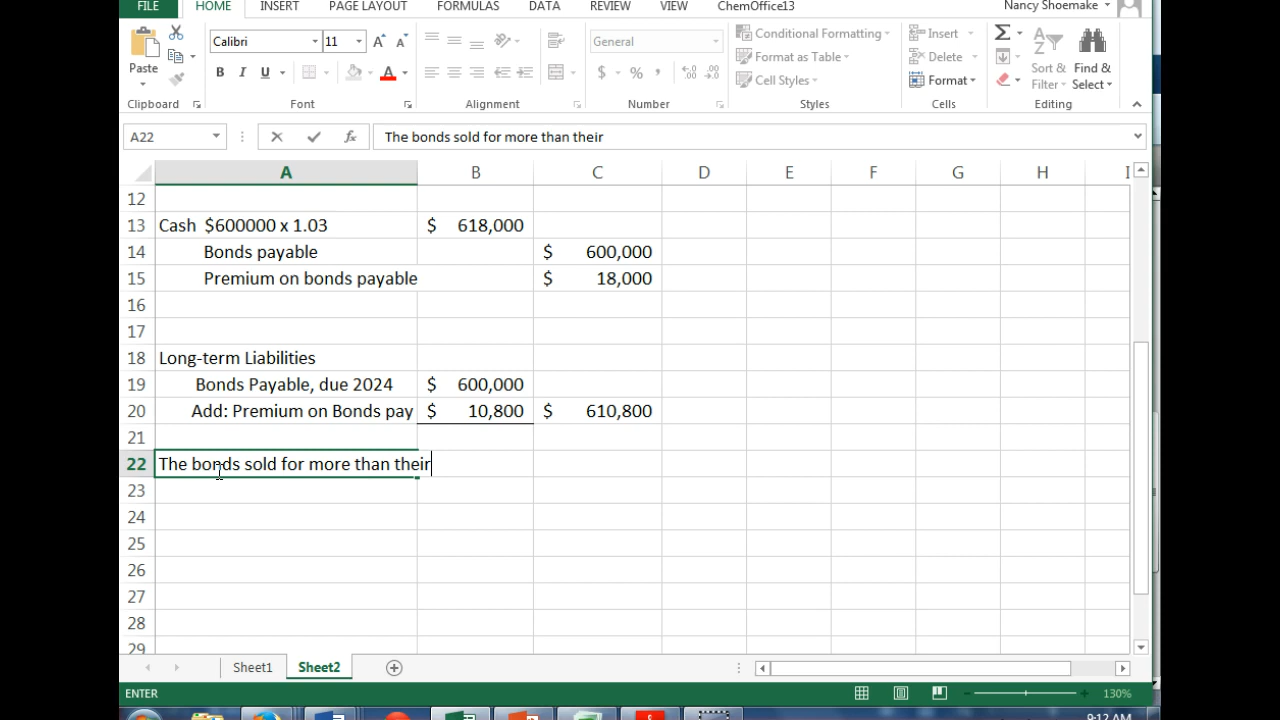 FILE HOME INSERT PAGE LAYOUT FORMULAS DATA REVIEW VIEW ChemOffice13 Nancy Shoemake
Calibri 11 General Conditional Formatting Insert
Paste Format as Table Delete Sort & Find &
B I U A $ % , Cell Styles Format Filter Select
Clipboard Font Alignment Number Styles Cells Editing
A22 fx The bonds sold for more than their
A B C D E F G H I
12
13 Cash $600000 x 1.03 $ 618,000
14 Bonds payable $ 600,000
15 Premium on bonds payable $ 18,000
16
17
18 Long-term Liabilities
19 Bonds Payable, due 2024 $ 600,000
20 Add: Premium on Bonds pay $ 10,800 $ 610,800
21
22 The bonds sold for more than their
23
24
25
26
27
28
29
Sheet1 Sheet2
ENTER 130%
9:12 AM